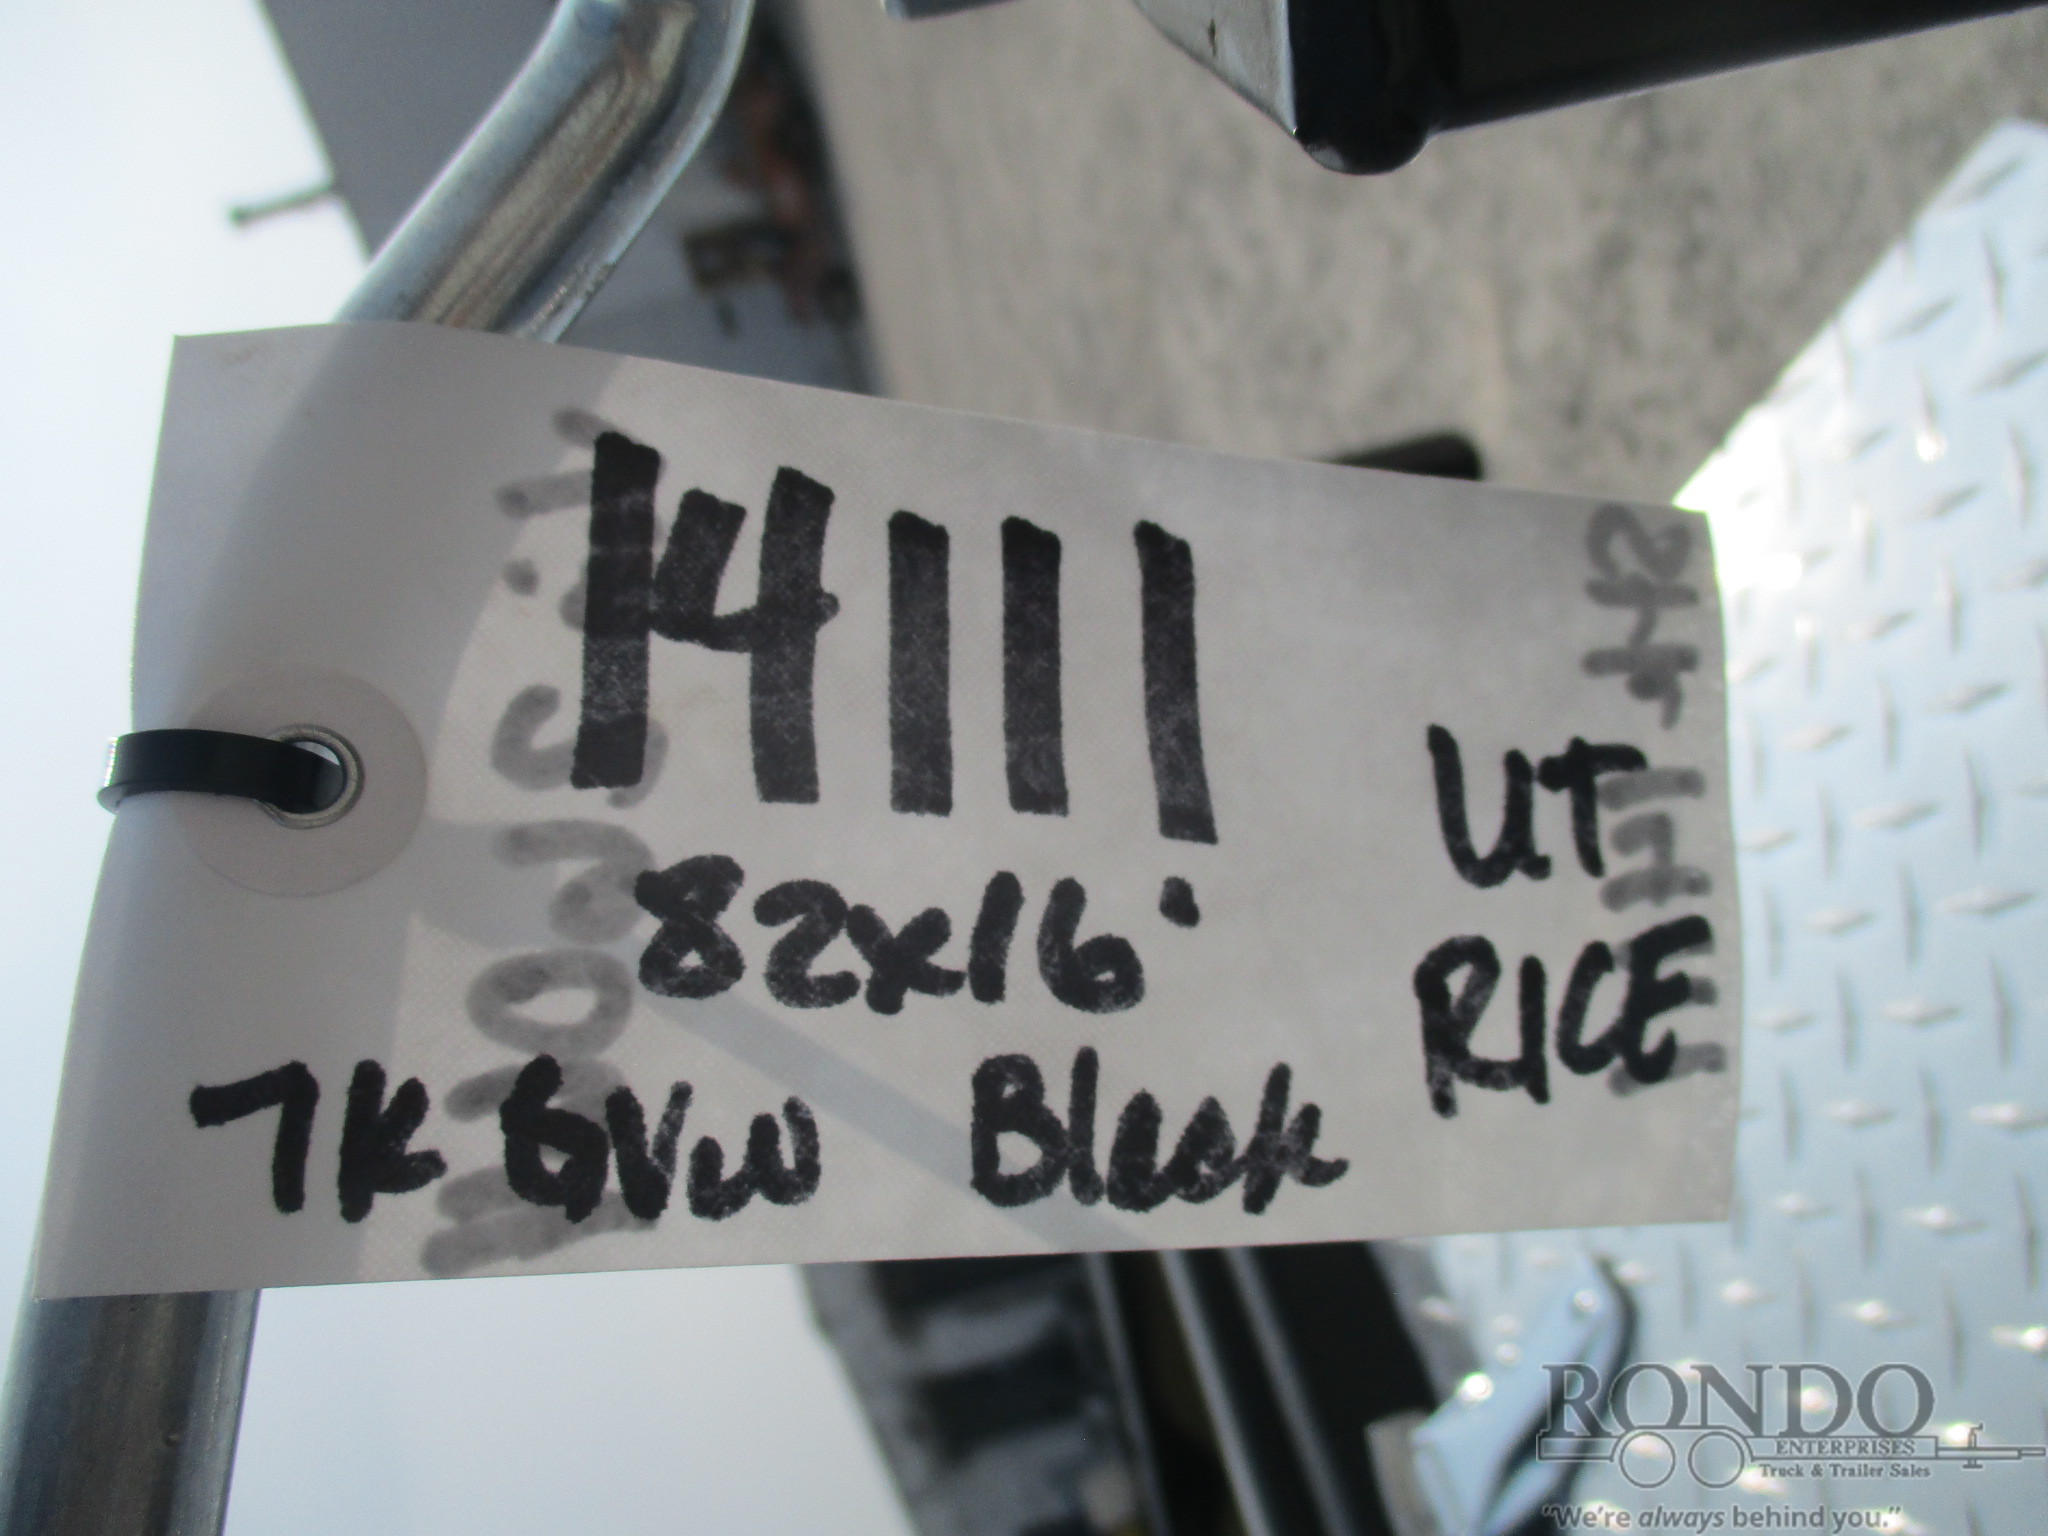 14111
82x16'
UT
RICE
7K GVW Black
RONDO
ENTERPRISES
Truck & Trailer Sales
"We're always behind you."